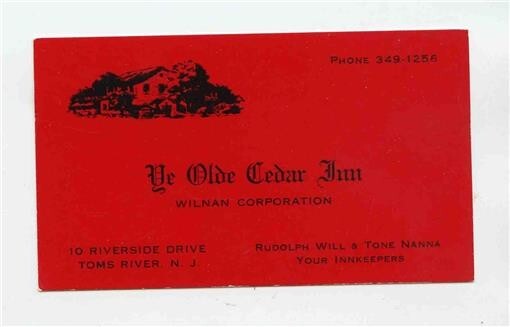 PHONE 349-1256
Ye Olde Cedar Inn
WILNAN CORPORATION
10 RIVERSIDE DRIVE
TOMS RIVER, N. J.
RUDOLPH WILL & TONE NANNA
YOUR INNKEEPERS